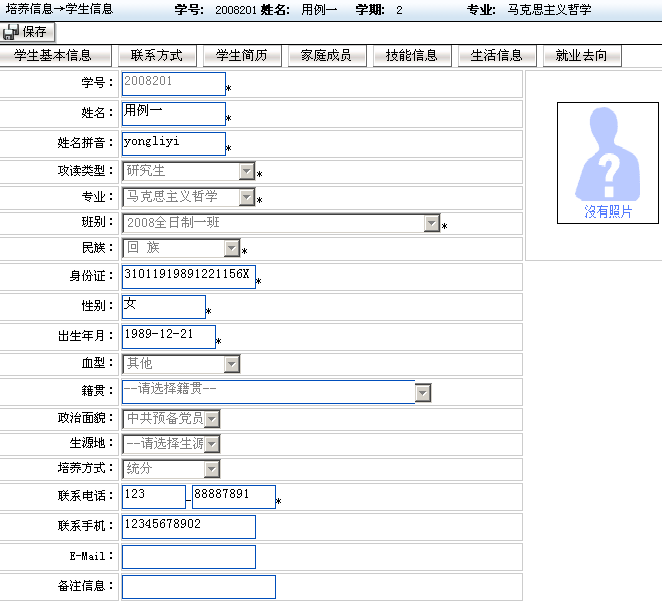 培养信息→学生信息 学号: 2008201 姓名: 用例一 学期: 2 专业: 马克思主义哲学
保存
学生基本信息 联系方式 学生简历 家庭成员 技能信息 生活信息 就业去向
学号: 2008201 *
姓名: 用例一 *
姓名拼音: yongliyi *
攻读类型: 研究生 *
专业: 马克思主义哲学 *
班别: 2008全日制一班 *
民族: 回 族 *
身份证: 31011919891221156X *
性别: 女 *
出生年月: 1989-12-21 *
血型: 其他
籍贯: --请选择籍贯--
政治面貌: 中共预备党员
生源地: --请选择生源
培养方式: 统分
联系电话: 123 - 88887891 *
联系手机: 12345678902
E-Mail:
备注信息:
?
沒有照片